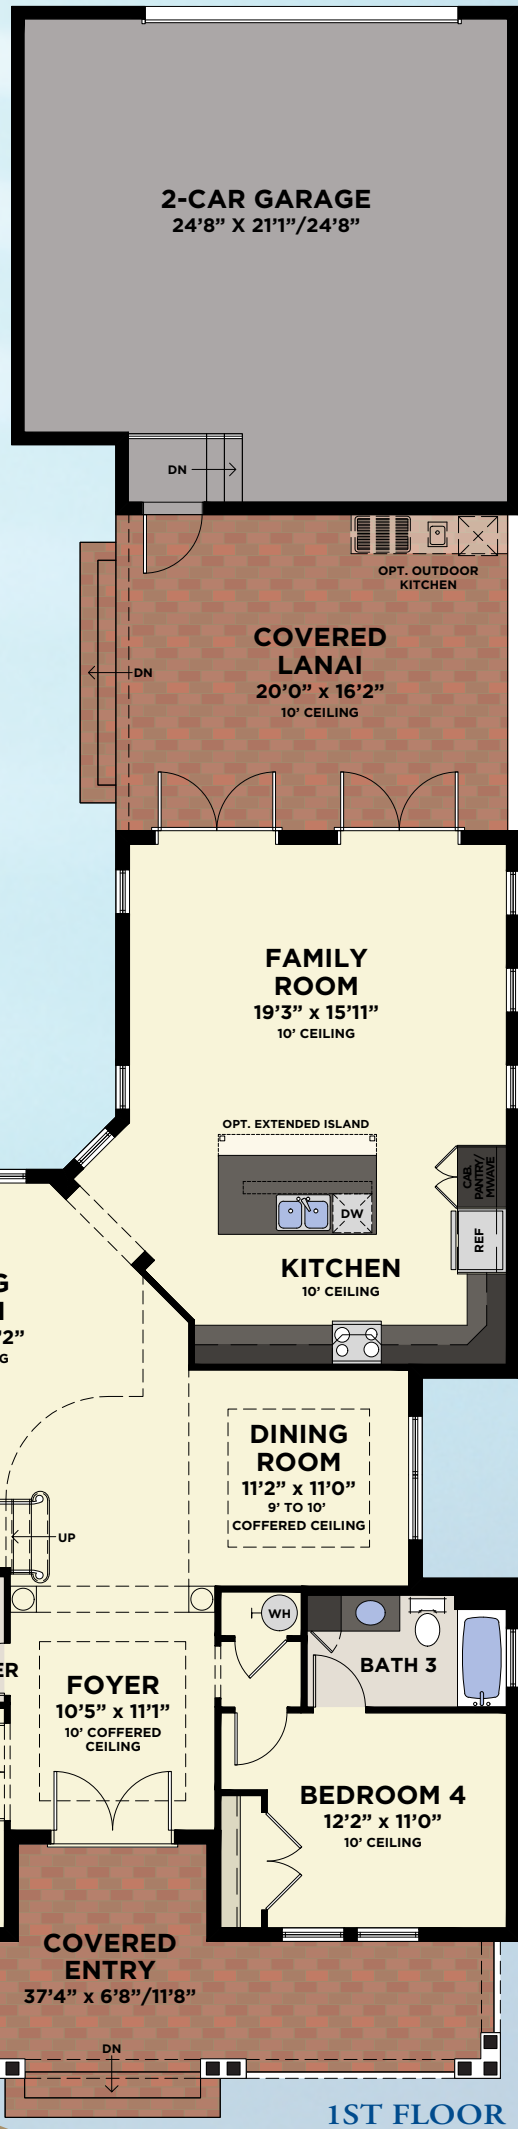 2-CAR GARAGE
24'8" X 21'1"/24'8"
DN
OPT. OUTDOOR
KITCHEN
COVERED
LANAI
20'0" x 16'2"
10' CEILING
DN
FAMILY
ROOM
19'3" x 15'11"
10' CEILING
OPT. EXTENDED ISLAND
CAB.
PANTRY/
MWAVE
DW
REF
KITCHEN
10' CEILING
G
'2"
G
DINING
ROOM
11'2" x 11'0"
9' TO 10'
COFFERED CEILING
UP
WH
ER
BATH 3
FOYER
10'5" x 11'1"
10' COFFERED
CEILING
BEDROOM 4
12'2" x 11'0"
10' CEILING
COVERED
ENTRY
37'4" x 6'8"/11'8"
DN
1ST FLOOR